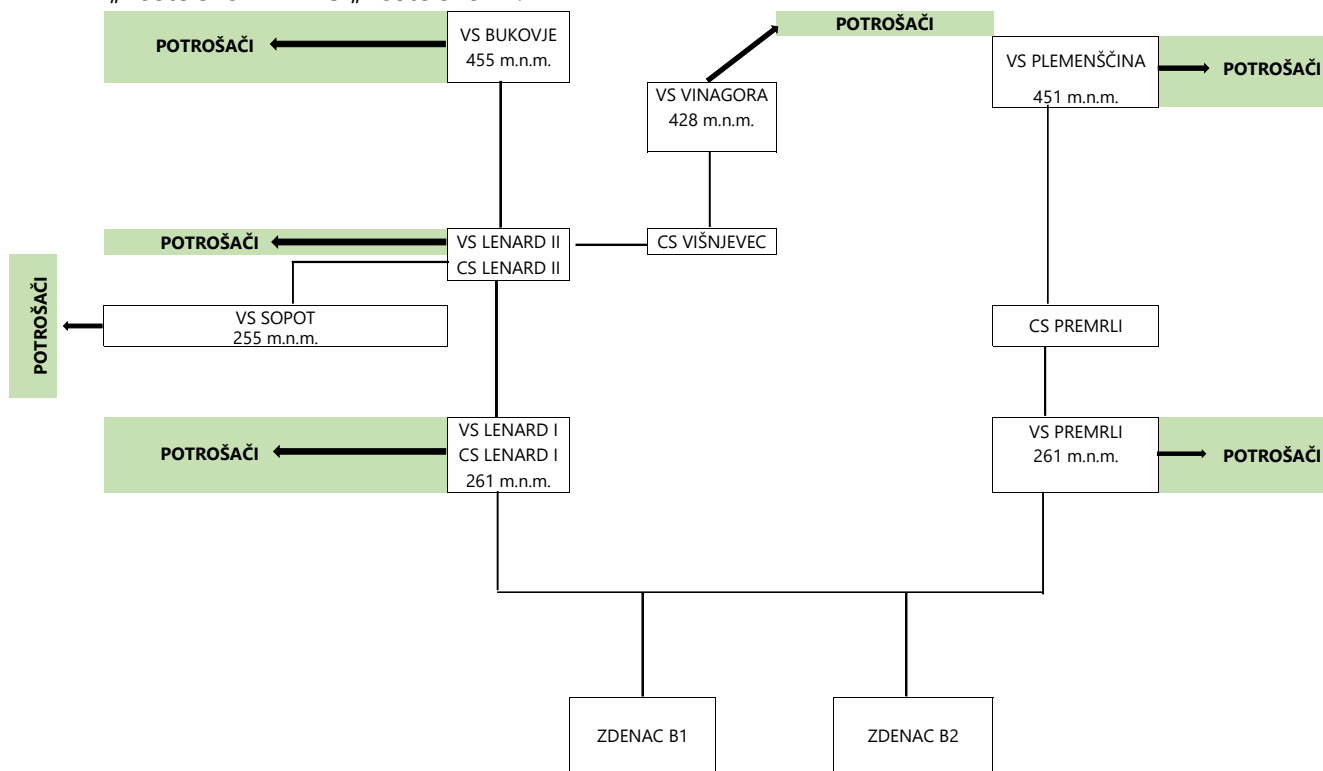 POTROŠAČI
VS BUKOVJE
455 m.n.m.
POTROŠAČI
VS PLEMENŠČINA
451 m.n.m.
POTROŠAČI
VS VINAGORA
428 m.n.m.
POTROŠAČI
VS LENARD II
CS LENARD II
CS VIŠNJEVEC
POTROŠAČI
VS SOPOT
255 m.n.m.
CS PREMRLI
POTROŠAČI
VS LENARD I
CS LENARD I
261 m.n.m.
VS PREMRLI
261 m.n.m.
POTROŠAČI
ZDENAC B1
ZDENAC B2